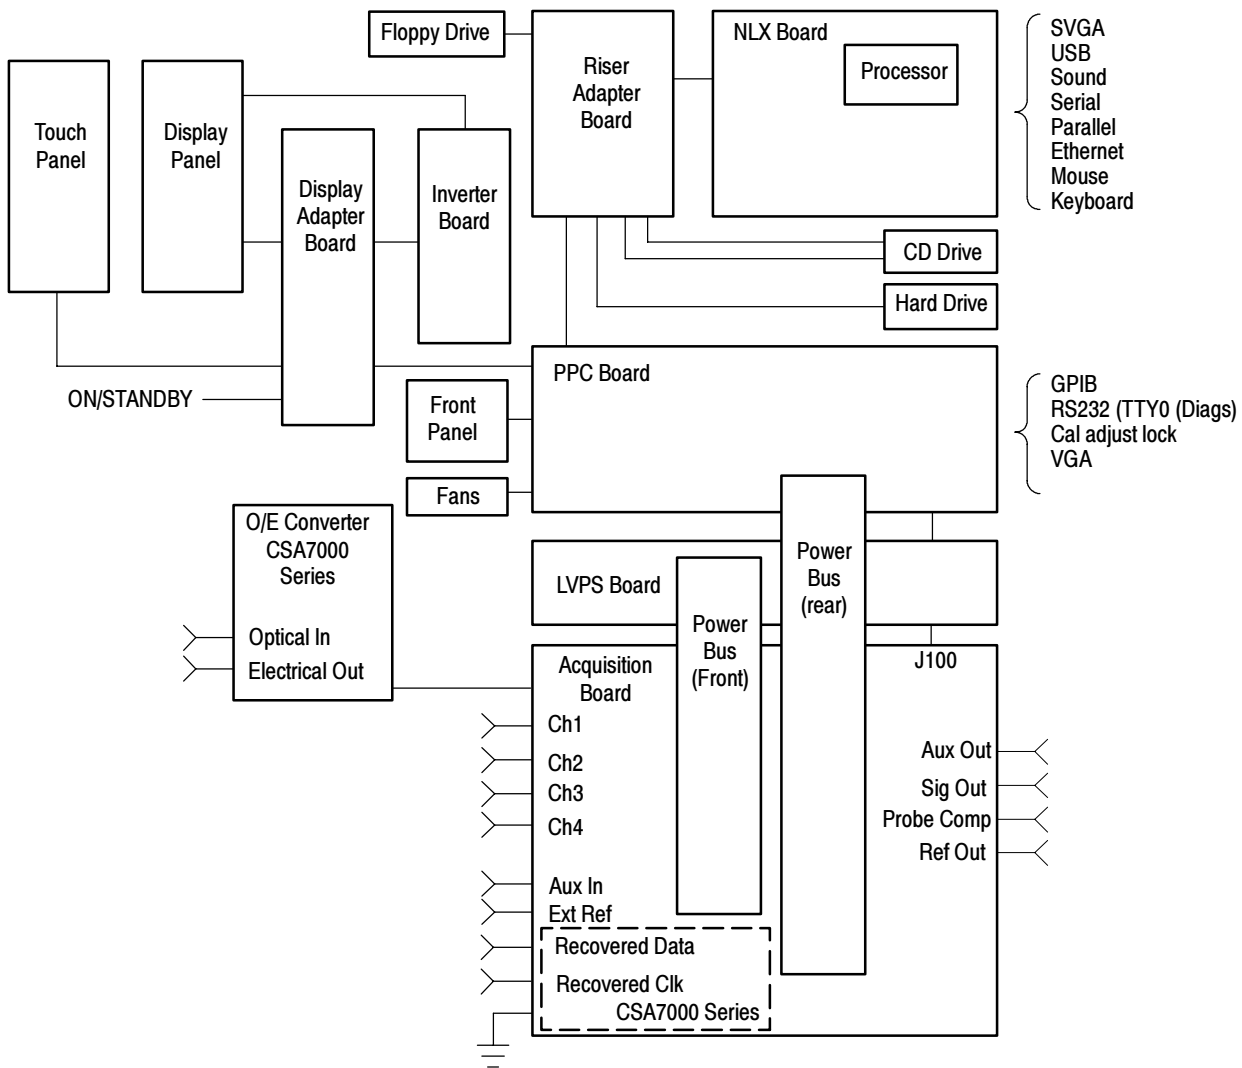 Floppy Drive
Riser
Adapter
Board
NLX Board
Processor
SVGA
USB
Sound
Serial
Parallel
Ethernet
Mouse
Keyboard
Touch
Panel
Display
Panel
Display
Adapter
Board
Inverter
Board
CD Drive
Hard Drive
ON/STANDBY
PPC Board
Front
Panel
Fans
GPIB
RS232 (TTY0 (Diags)
Cal adjust lock
VGA
O/E Converter
CSA7000
Series
Optical In
Electrical Out
LVPS Board
Power
Bus
(Front)
Power
Bus
(rear)
Acquisition
Board
J100
Ch1
Ch2
Ch3
Ch4
Aux In
Ext Ref
Recovered Data
Recovered Clk
CSA7000 Series
Aux Out
Sig Out
Probe Comp
Ref Out